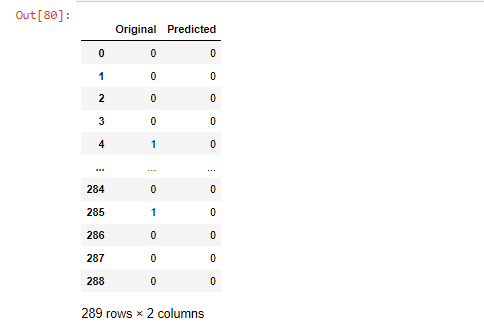 Out[80]:
Original Predicted
0 0 0
1 0 0
2 0 0
3 0 0
4 1 0
... ... ...
284 0 0
285 1 0
286 0 0
287 0 0
288 0 0
289 rows × 2 columns